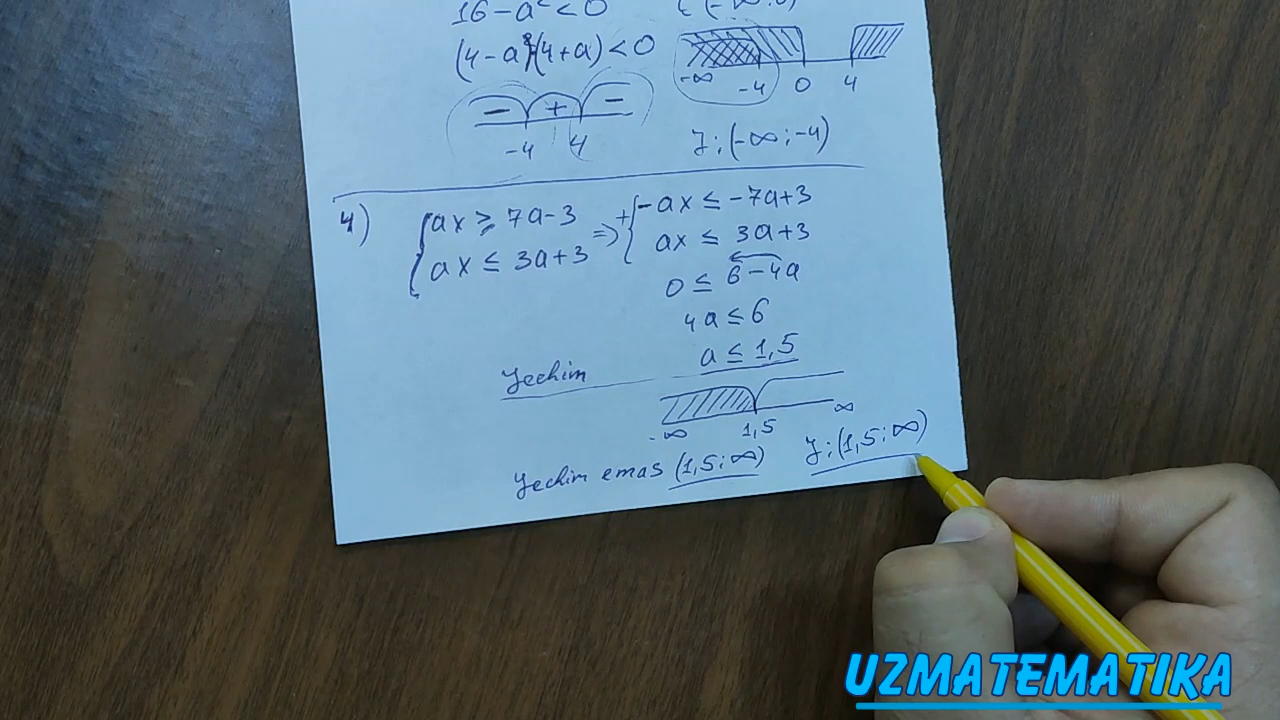 16-a²<0
(4-a)(4+a)<0
-∞ -4 0 4
- + -
-4 4
J:(-∞;-4)
4) {ax ≥ 7a-3 => +{-ax ≤ -7a+3
ax ≤ 3a+3 ax ≤ 3a+3
0 ≤ 6-4a
4a ≤ 6
a ≤ 1,5
Yechim
-∞ 1,5 ∞
Yechim emas (1,5;∞) J:(1,5;∞)
UZMATEMATIKA